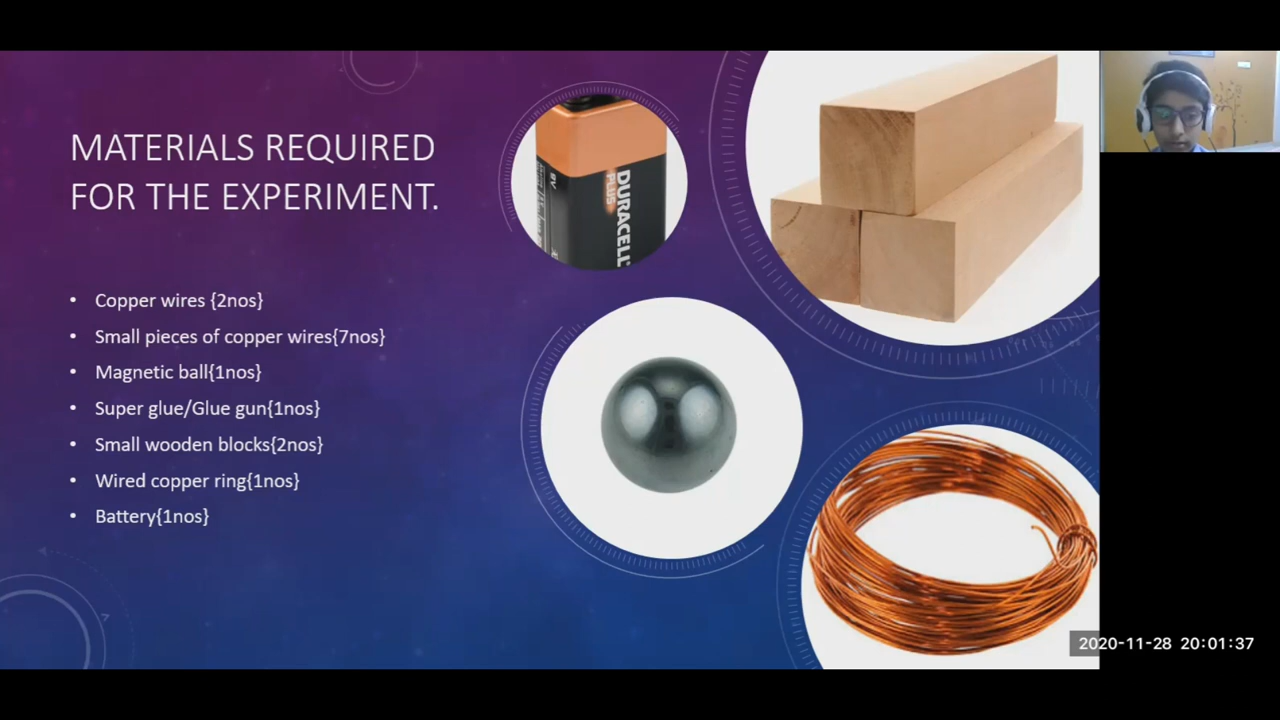 MATERIALS REQUIRED
FOR THE EXPERIMENT.
• Copper wires {2nos}
• Small pieces of copper wires{7nos}
• Magnetic ball{1nos}
• Super glue/Glue gun{1nos}
• Small wooden blocks{2nos}
• Wired copper ring{1nos}
• Battery{1nos}
9V
DURACELL
PLUS
2020-11-28 20:01:37